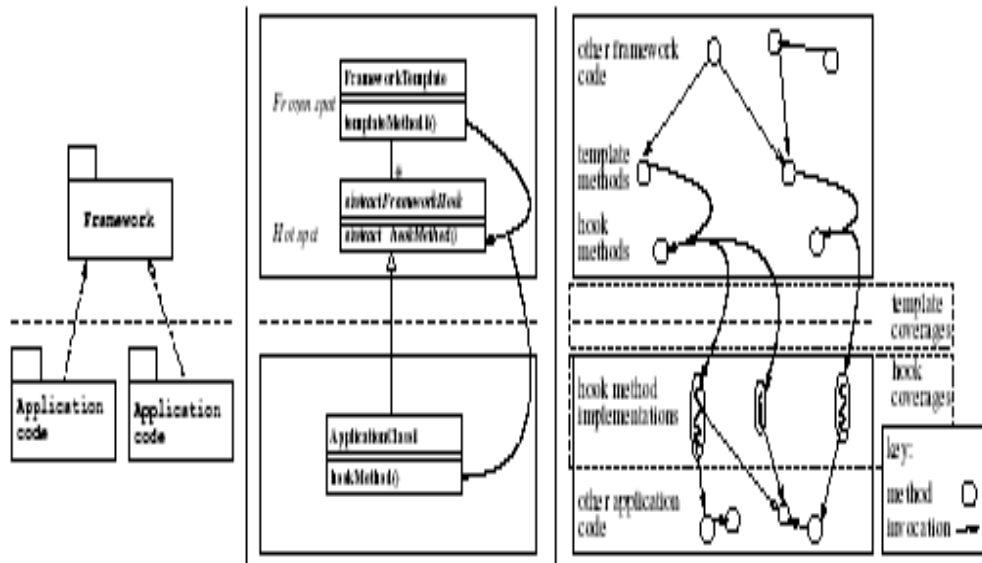 Framework
Application
code
Application
code
Frozen spot
FrameworkTemplate
templateMethod()
*
Hot spot
abstractFrameworkHook
abstract hookMethod()
ApplicationClass1
hookMethod()
other framework
code
template
methods
hook
methods
template
coverages
hook
coverages
hook method
implementations
other application
code
key:
method
invocation